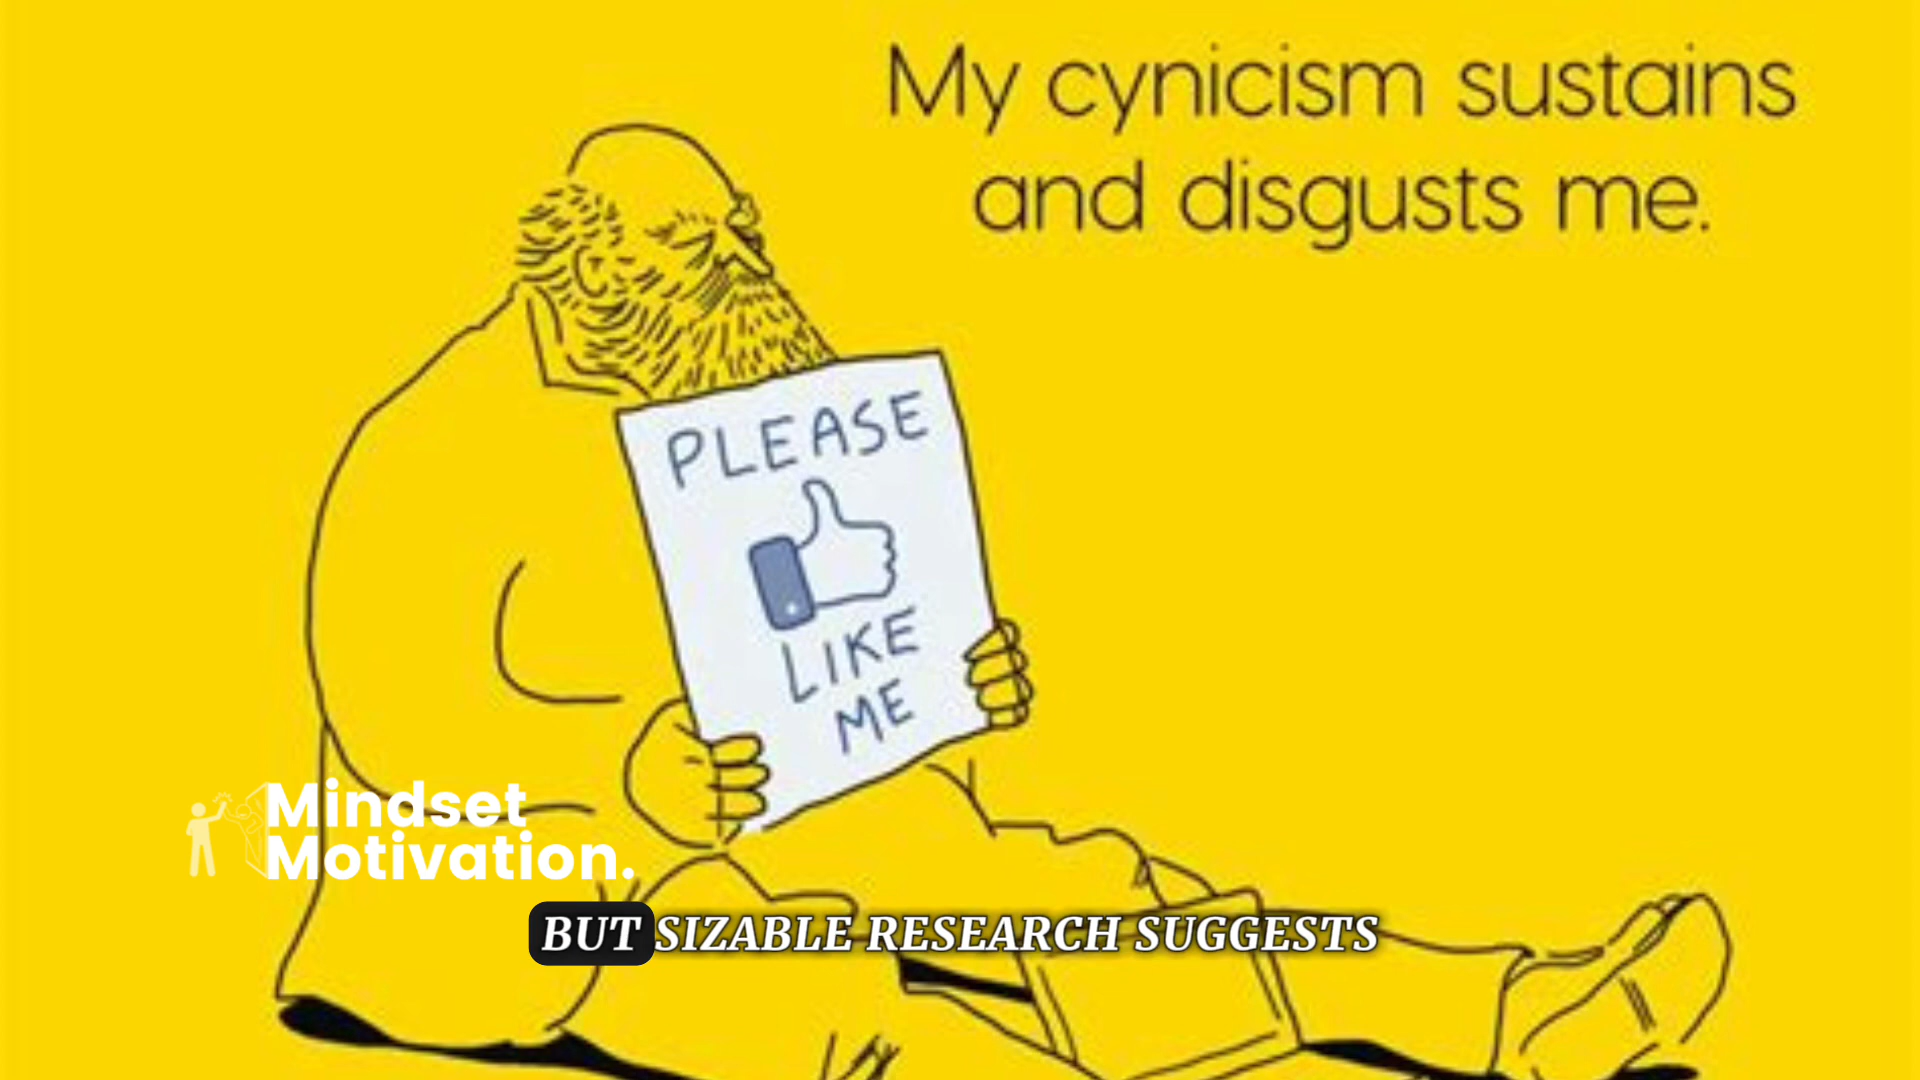 My cynicism sustains
and disgusts me.
PLEASE
LIKE
ME
Mindset
Motivation.
BUT SIZABLE RESEARCH SUGGESTS